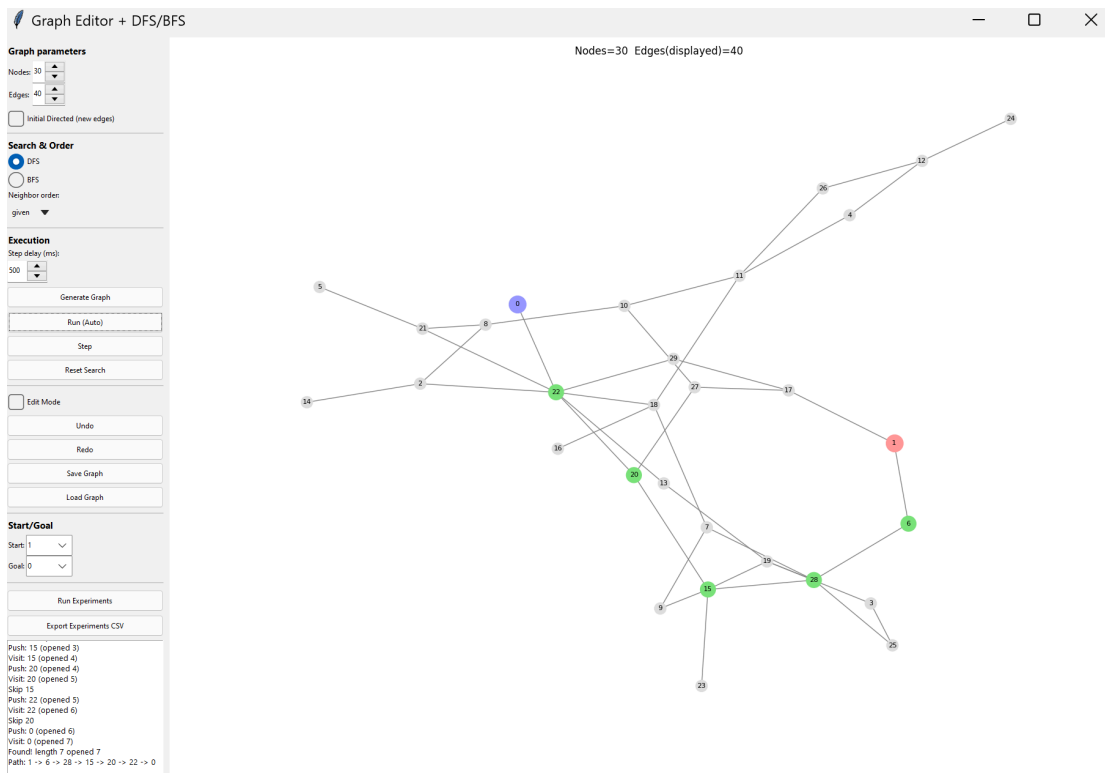 Graph Editor + DFS/BFS
Graph parameters
Nodes: 30
Edges: 40
Initial Directed (new edges)
Search & Order
DFS
BFS
Neighbor order:
given
Execution
Step delay (ms):
500
Generate Graph
Run (Auto)
Step
Reset Search
Edit Mode
Undo
Redo
Save Graph
Load Graph
Start/Goal
Start: 1
Goal: 0
Run Experiments
Export Experiments CSV
Push: 15 (opened 3)
Visit: 15 (opened 4)
Push: 20 (opened 4)
Visit: 20 (opened 5)
Skip 15
Push: 22 (opened 5)
Visit: 22 (opened 6)
Skip 20
Push: 0 (opened 6)
Visit: 0 (opened 7)
Found! length 7 opened 7
Path: 1 -> 6 -> 28 -> 15 -> 20 -> 22 -> 0
Nodes=30 Edges(displayed)=40
24
12
26
4
11
5
0
10
8
21
29
2
27
17
22
14
18
1
16
20
13
6
7
19
28
15
3
9
25
23